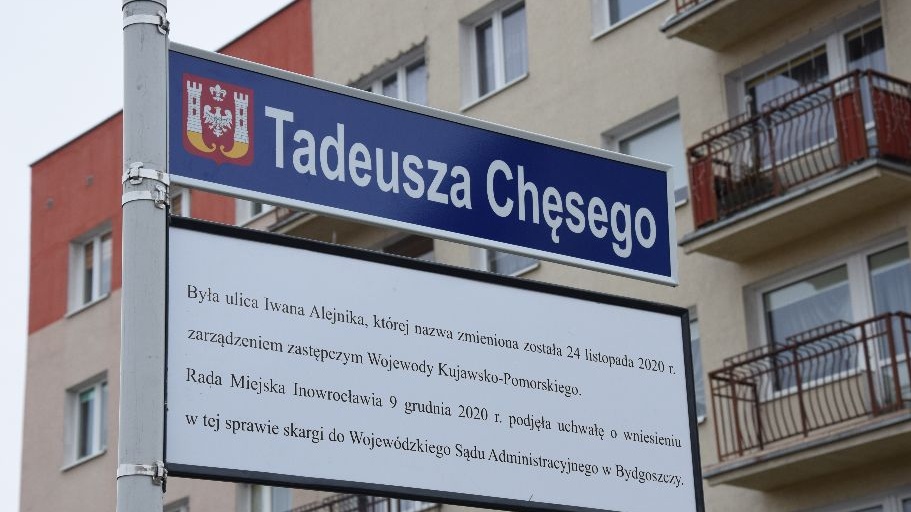 Tadeusza Chęsego
Była ulica Iwana Alejnika, której nazwa zmieniona została 24 listopada 2020 r.
zarządzeniem zastępczym Wojewody Kujawsko-Pomorskiego.
Rada Miejska Inowrocławia 9 grudnia 2020 r. podjęła uchwałę o wniesieniu
w tej sprawie skargi do Wojewódzkiego Sądu Administracyjnego w Bydgoszczy.